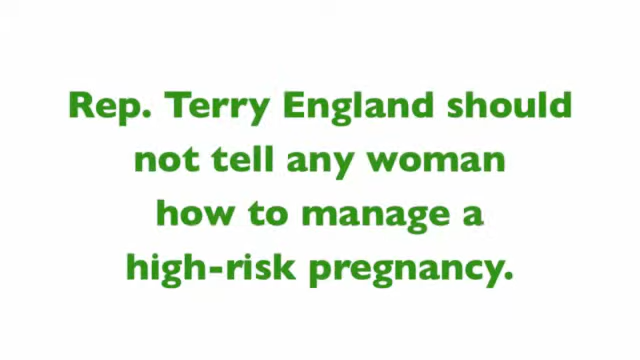 Rep. Terry England should
not tell any woman
how to manage a
high-risk pregnancy.